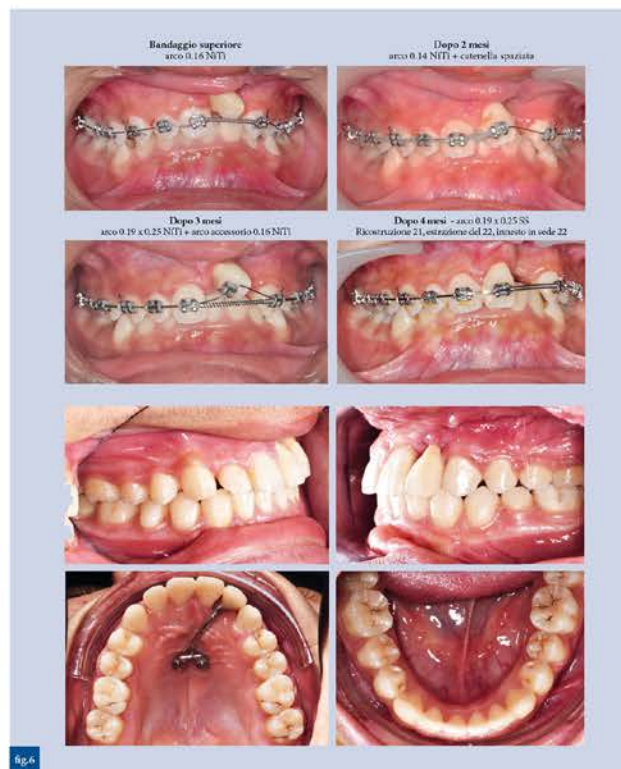 Bandaggio superiore
arco 0.16 NiTi
Dopo 2 mesi
arco 0.14 NiTi + catenella spaziata
Dopo 3 mesi
arco 0.19 x 0.25 NiTi + arco accessorio 0.16 NiTi
Dopo 4 mesi - arco 0.19 x 0.25 SS
Ricostruzione 21, estrazione del 22, innesto in sede 22
fig.6